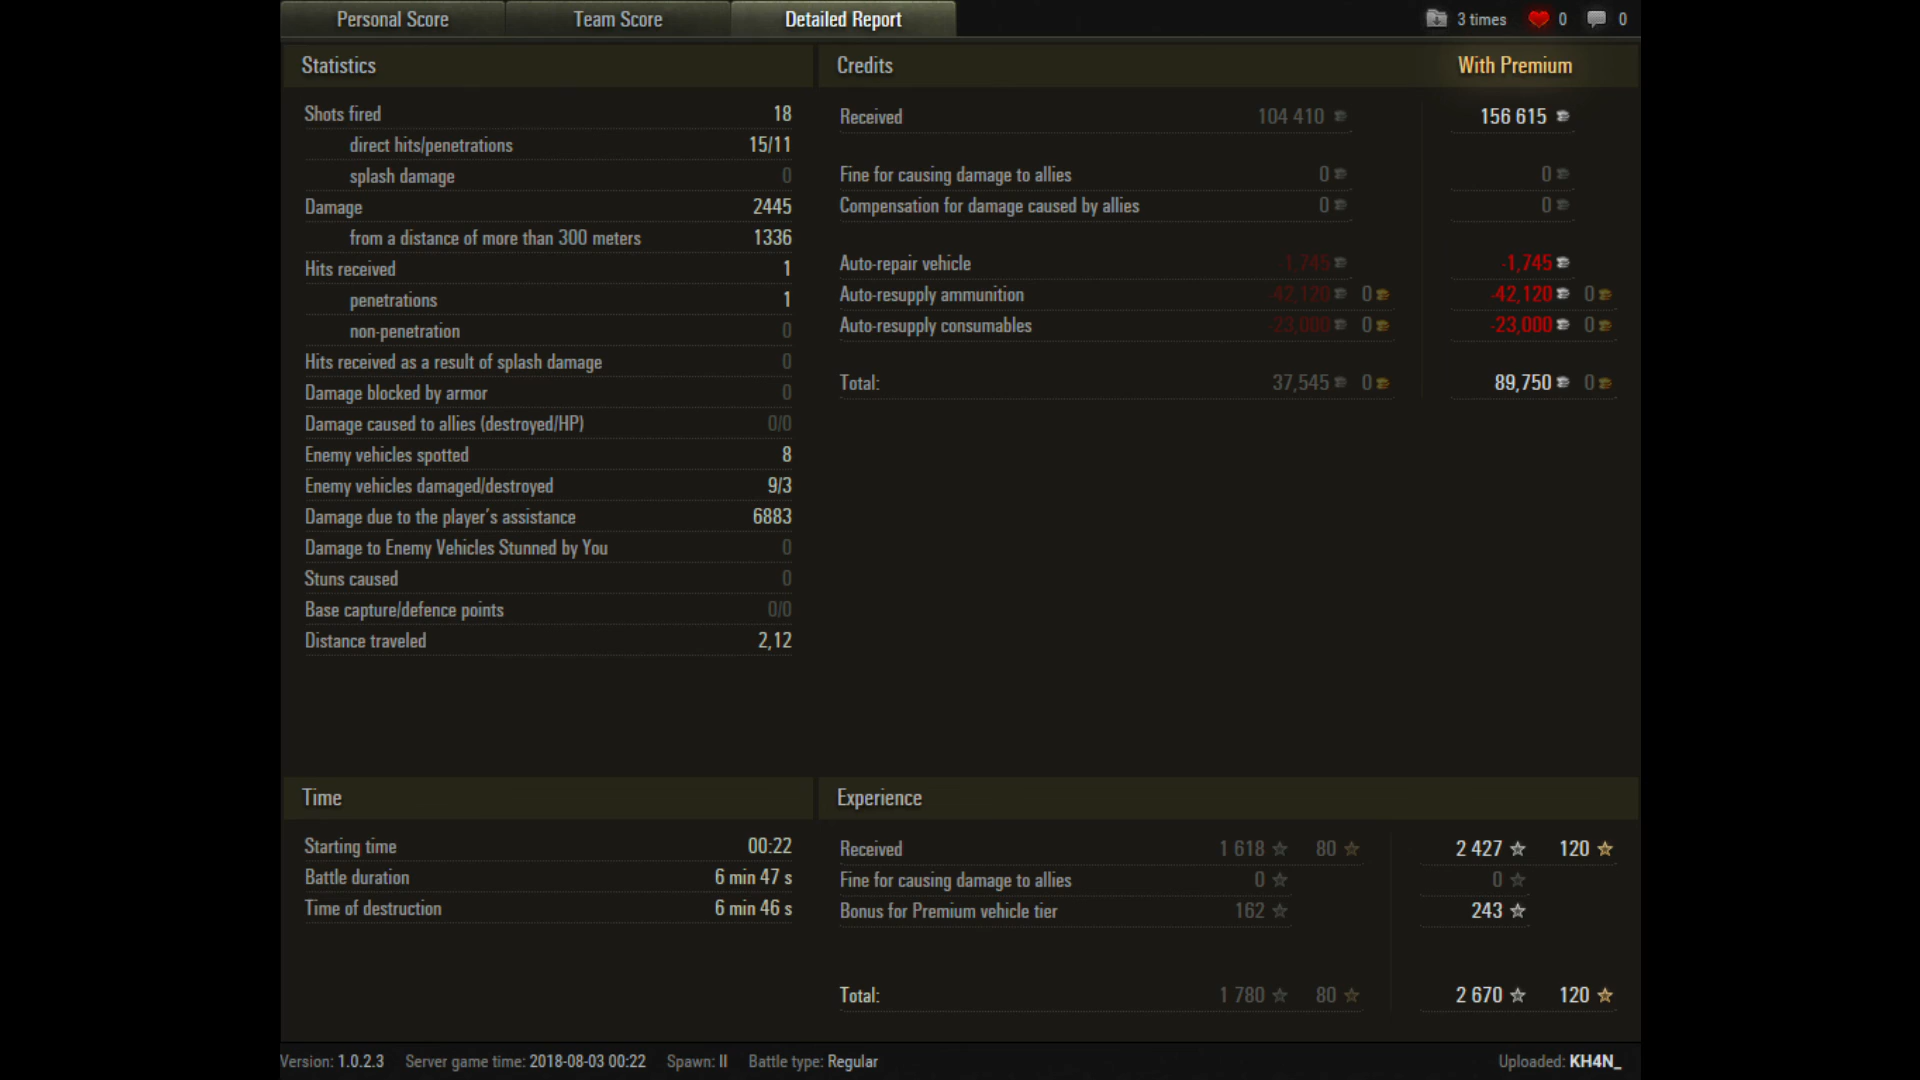 Personal Score Team Score Detailed Report 3 times 0 0
Statistics
Shots fired 18
direct hits/penetrations 15/11
splash damage 0
Damage 2445
from a distance of more than 300 meters 1336
Hits received 1
penetrations 1
non-penetration 0
Hits received as a result of splash damage 0
Damage blocked by armor 0
Damage caused to allies (destroyed/HP) 0/0
Enemy vehicles spotted 8
Enemy vehicles damaged/destroyed 9/3
Damage due to the player's assistance 6883
Damage to Enemy Vehicles Stunned by You 0
Stuns caused 0
Base capture/defence points 0/0
Distance traveled 2,12
Credits With Premium
Received 104 410 156 615
Fine for causing damage to allies 0 0
Compensation for damage caused by allies 0 0
Auto-repair vehicle -1,745 -1,745
Auto-resupply ammunition -42,120 0 -42,120 0
Auto-resupply consumables -23,000 0 -23,000 0
Total: 37,545 0 89,750 0
Time
Starting time 00:22
Battle duration 6 min 47 s
Time of destruction 6 min 46 s
Experience
Received 1 618 80 2 427 120
Fine for causing damage to allies 0 0
Bonus for Premium vehicle tier 162 243
Total: 1 780 80 2 670 120
Version: 1.0.2.3 Server game time: 2018-08-03 00:22 Spawn: II Battle type: Regular Uploaded: KH4N_